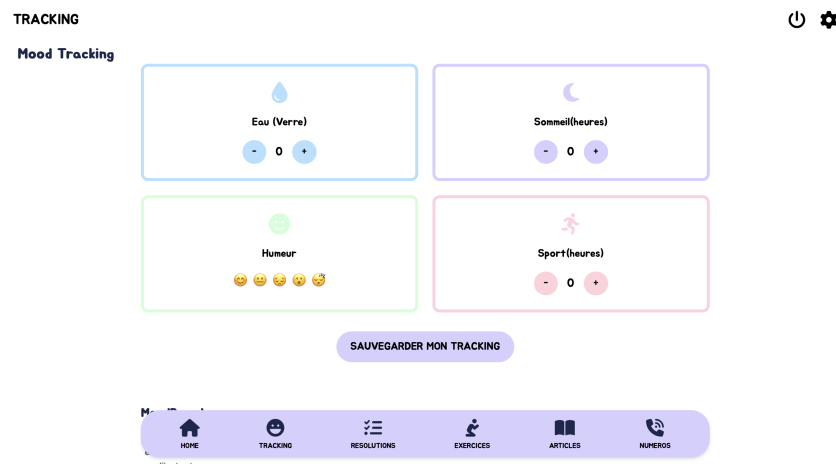 TRACKING
Mood Tracking
Eau (Verre)
- 0 +
Sommeil(heures)
- 0 +
Humeur
Sport(heures)
- 0 +
SAUVEGARDER MON TRACKING
HOME
TRACKING
RESOLUTIONS
EXERCICES
ARTICLES
NUMEROS